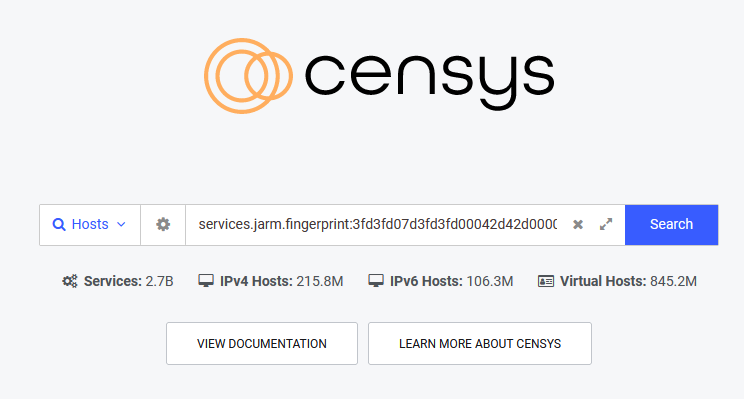 censys
Hosts services.jarm.fingerprint:3fd3fd07d3fd3fd00042d42d0000 Search
Services: 2.7B IPv4 Hosts: 215.8M IPv6 Hosts: 106.3M Virtual Hosts: 845.2M
VIEW DOCUMENTATION LEARN MORE ABOUT CENSYS